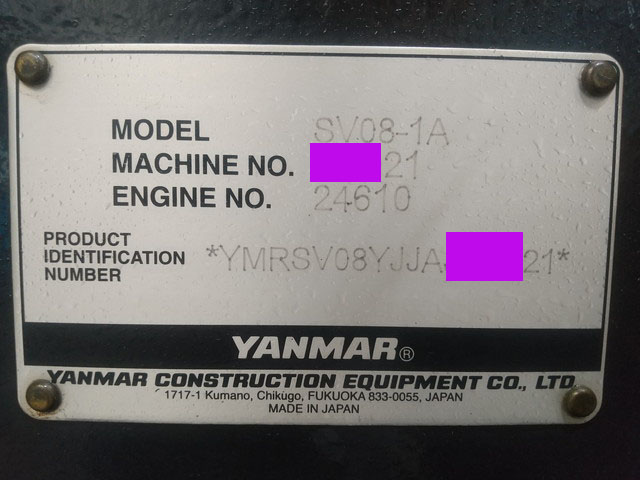 MODEL SV08-1A
MACHINE NO. 21
ENGINE NO. 24610
PRODUCT
IDENTIFICATION
NUMBER
*YMRSV08YJJA 21*
YANMAR®
YANMAR CONSTRUCTION EQUIPMENT CO., LTD.
1717-1 Kumano, Chikugo, FUKUOKA 833-0055, JAPAN
MADE IN JAPAN